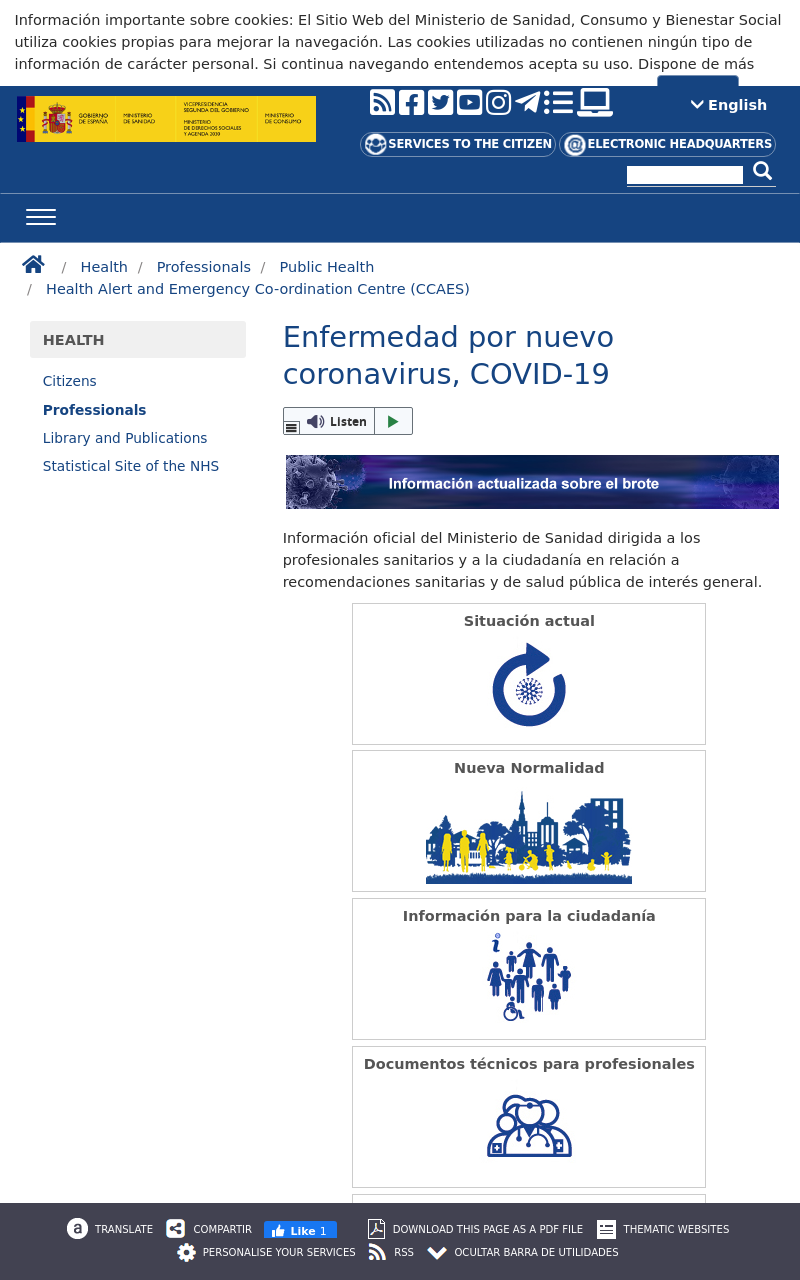 Información importante sobre cookies: El Sitio Web del Ministerio de Sanidad, Consumo y Bienestar Social
utiliza cookies propias para mejorar la navegación. Las cookies utilizadas no contienen ningún tipo de
información de carácter personal. Si continua navegando entendemos acepta su uso. Dispone de más
GOBIERNO DE ESPAÑA
MINISTERIO DE SANIDAD
VICEPRESIDENCIA SEGUNDA DEL GOBIERNO
MINISTERIO DE DERECHOS SOCIALES Y AGENDA 2030
MINISTERIO DE CONSUMO
English
SERVICES TO THE CITIZEN
ELECTRONIC HEADQUARTERS
/ Health / Professionals / Public Health
/ Health Alert and Emergency Co-ordination Centre (CCAES)
HEALTH
Citizens
Professionals
Library and Publications
Statistical Site of the NHS
Enfermedad por nuevo
coronavirus, COVID-19
Listen
Información actualizada sobre el brote
Información oficial del Ministerio de Sanidad dirigida a los
profesionales sanitarios y a la ciudadanía en relación a
recomendaciones sanitarias y de salud pública de interés general.
Situación actual
Nueva Normalidad
Información para la ciudadanía
Documentos técnicos para profesionales
TRANSLATE COMPARTIR Like 1 DOWNLOAD THIS PAGE AS A PDF FILE THEMATIC WEBSITES
PERSONALISE YOUR SERVICES RSS OCULTAR BARRA DE UTILIDADES